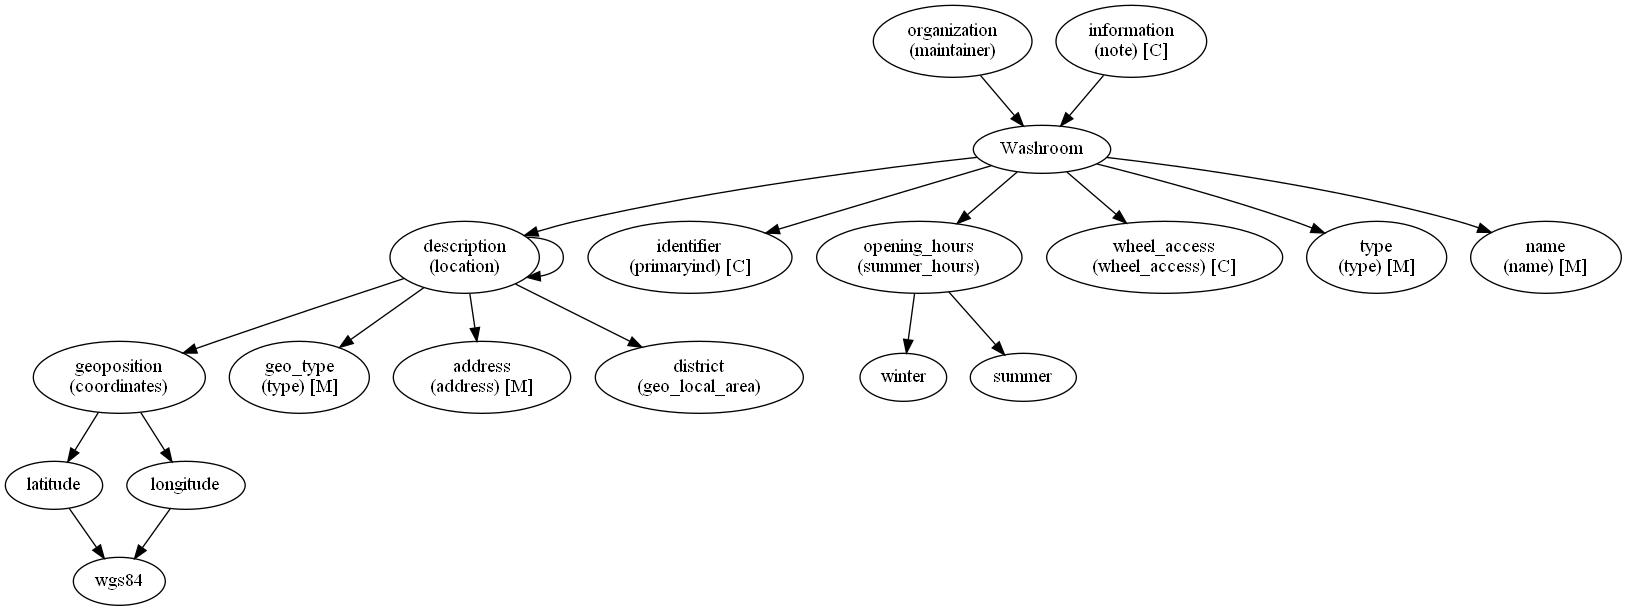 organization
(maintainer)
information
(note) [C]
Washroom
description
(location)
identifier
(primaryind) [C]
opening_hours
(summer_hours)
wheel_access
(wheel_access) [C]
type
(type) [M]
name
(name) [M]
geoposition
(coordinates)
geo_type
(type) [M]
address
(address) [M]
district
(geo_local_area)
winter
summer
latitude
longitude
wgs84